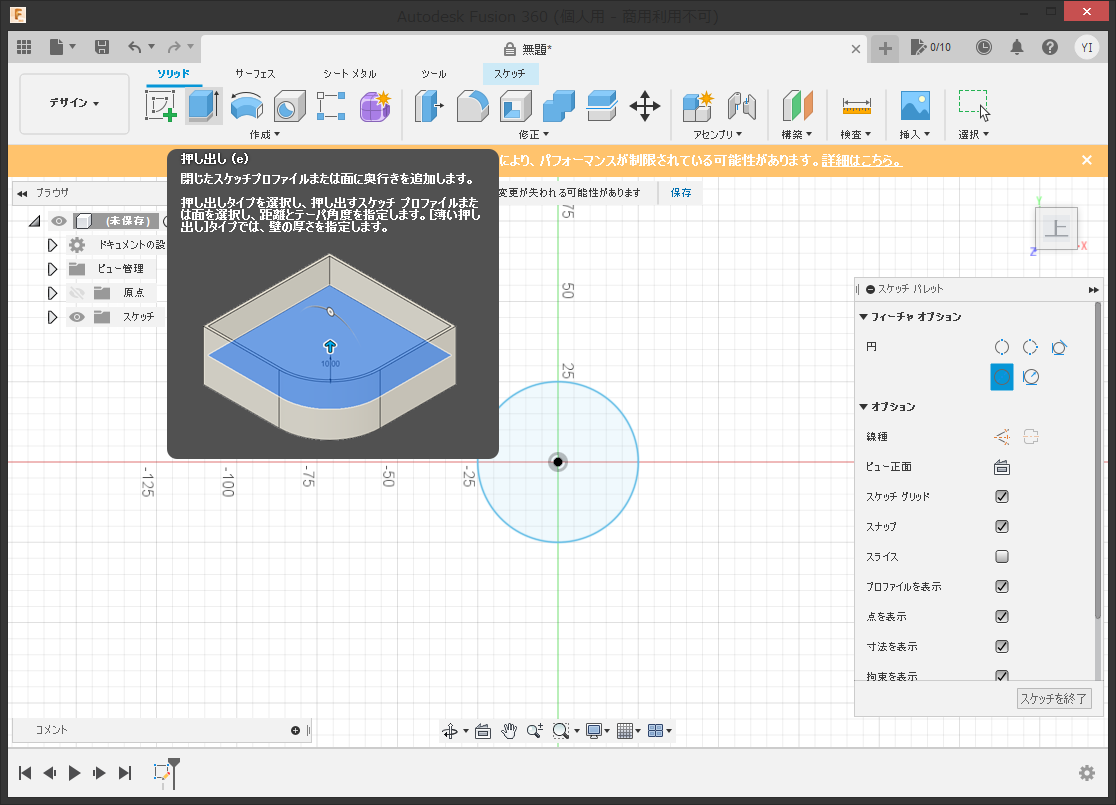 Autodesk Fusion 360 (個人用 - 商用利用不可)
無題*
0/10
YI
デザイン
ソリッド
サーフェス
シート メタル
ツール
スケッチ
作成
修正
アセンブリ
構築
検査
挿入
選択
により、パフォーマンスが制限されている可能性があります。詳細はこちら。
押し出し (e)
閉じたスケッチプロファイルまたは面に奥行きを追加します。
押し出しタイプを選択し、押し出すスケッチ プロファイルまた
は面を選択し、距離とテーパ角度を指定します。[薄い押し
出し]タイプでは、壁の厚さを指定します。
10.00
ブラウザ
変更が失われる可能性があります
保存
(未保存)
ドキュメントの設
ビュー管理
原点
スケッチ
上
Y
X
Z
75
50
25
-125
-100
-75
-50
-25
スケッチ パレット
フィーチャ オプション
円
オプション
線種
ビュー正面
スケッチ グリッド
スナップ
スライス
プロファイルを表示
点を表示
寸法を表示
拘束を表示
スケッチを終了
コメント